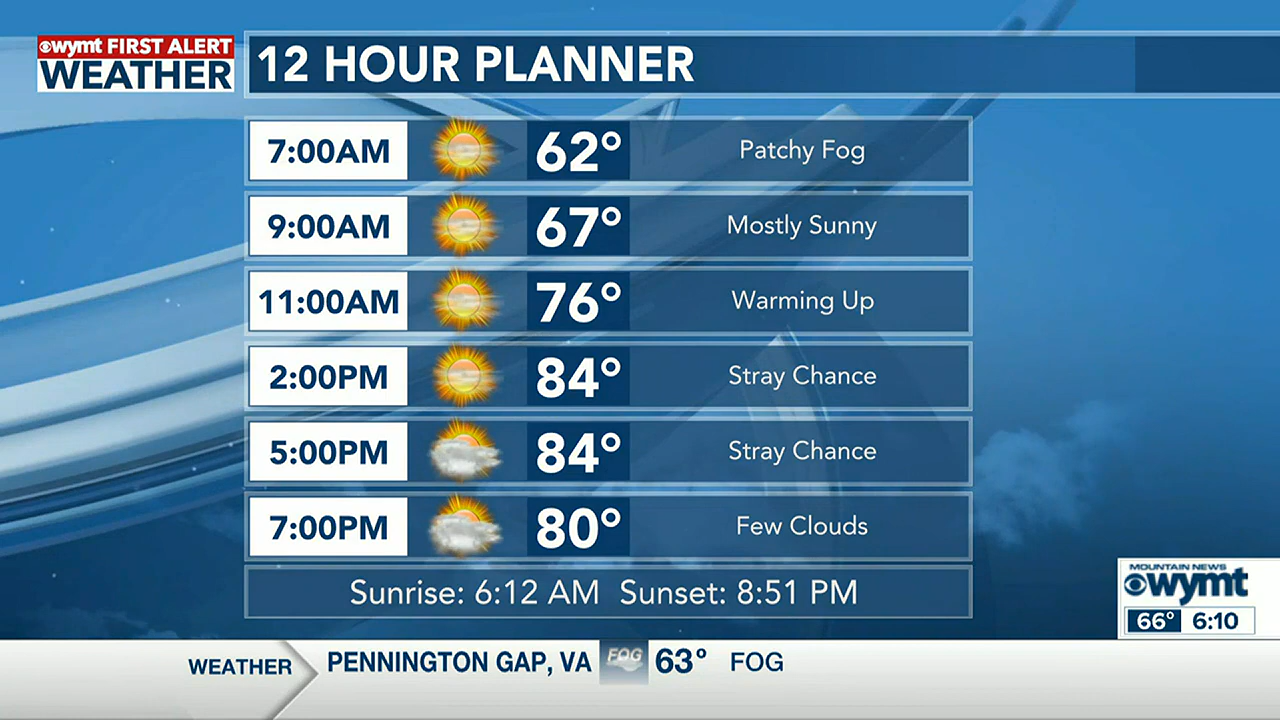 wymt FIRST ALERT
WEATHER
12 HOUR PLANNER
7:00AM 62° Patchy Fog
9:00AM 67° Mostly Sunny
11:00AM 76° Warming Up
2:00PM 84° Stray Chance
5:00PM 84° Stray Chance
7:00PM 80° Few Clouds
Sunrise: 6:12 AM Sunset: 8:51 PM
MOUNTAIN NEWS
wymt
66° 6:10
WEATHER PENNINGTON GAP, VA FOG 63° FOG